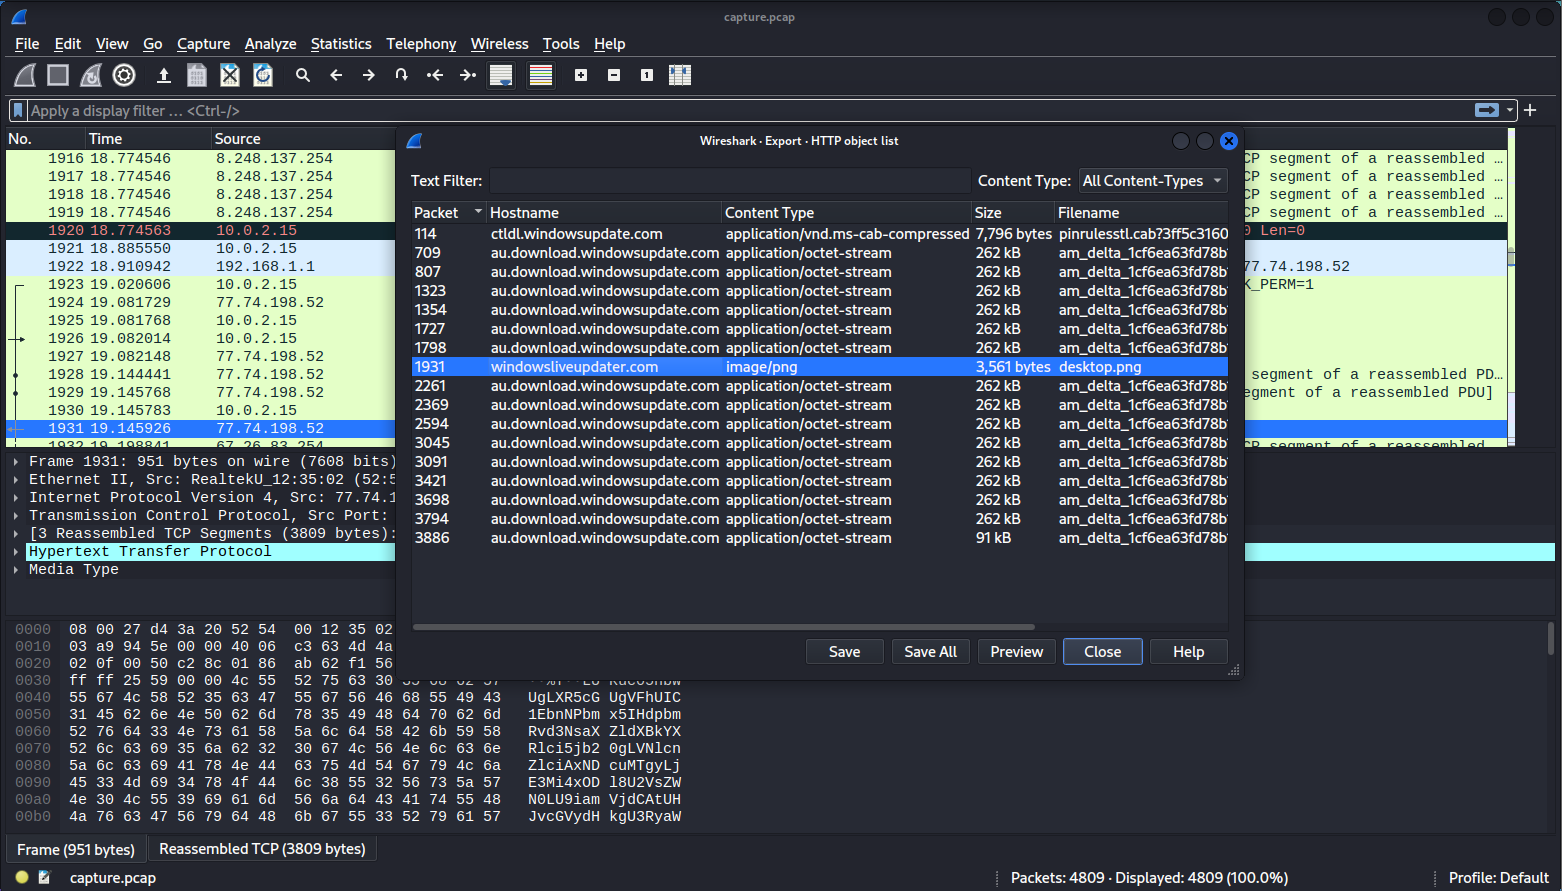 capture.pcap
File Edit View Go Capture Analyze Statistics Telephony Wireless Tools Help
Apply a display filter … <Ctrl-/>
No. Time Source
1916 18.774546 8.248.137.254 CP segment of a reassembled …
1917 18.774546 8.248.137.254 CP segment of a reassembled …
1918 18.774546 8.248.137.254 CP segment of a reassembled …
1919 18.774546 8.248.137.254 CP segment of a reassembled …
1920 18.774563 10.0.2.15 0 Len=0
1921 18.885550 10.0.2.15
1922 18.910942 192.168.1.1 77.74.198.52
1923 19.020606 10.0.2.15 K_PERM=1
1924 19.081729 77.74.198.52
1925 19.081768 10.0.2.15
1926 19.082014 10.0.2.15
1927 19.082148 77.74.198.52
1928 19.144441 77.74.198.52 segment of a reassembled PD…
1929 19.145768 77.74.198.52 egment of a reassembled PDU]
1930 19.145783 10.0.2.15
1931 19.145926 77.74.198.52
1932 19.198841 67.26.83.254 CP segment of a reassembled
Wireshark · Export · HTTP object list
Text Filter: Content Type: All Content-Types
Packet Hostname Content Type Size Filename
114 ctldl.windowsupdate.com application/vnd.ms-cab-compressed 7,796 bytes pinrulesstl.cab?3ff5c3160
709 au.download.windowsupdate.com application/octet-stream 262 kB am_delta_1cf6ea63fd78b
807 au.download.windowsupdate.com application/octet-stream 262 kB am_delta_1cf6ea63fd78b
1323 au.download.windowsupdate.com application/octet-stream 262 kB am_delta_1cf6ea63fd78b
1354 au.download.windowsupdate.com application/octet-stream 262 kB am_delta_1cf6ea63fd78b
1727 au.download.windowsupdate.com application/octet-stream 262 kB am_delta_1cf6ea63fd78b
1798 au.download.windowsupdate.com application/octet-stream 262 kB am_delta_1cf6ea63fd78b
1931 windowsliveupdater.com image/png 3,561 bytes desktop.png
2261 au.download.windowsupdate.com application/octet-stream 262 kB am_delta_1cf6ea63fd78b
2369 au.download.windowsupdate.com application/octet-stream 262 kB am_delta_1cf6ea63fd78b
2594 au.download.windowsupdate.com application/octet-stream 262 kB am_delta_1cf6ea63fd78b
3045 au.download.windowsupdate.com application/octet-stream 262 kB am_delta_1cf6ea63fd78b
3091 au.download.windowsupdate.com application/octet-stream 262 kB am_delta_1cf6ea63fd78b
3421 au.download.windowsupdate.com application/octet-stream 262 kB am_delta_1cf6ea63fd78b
3698 au.download.windowsupdate.com application/octet-stream 262 kB am_delta_1cf6ea63fd78b
3794 au.download.windowsupdate.com application/octet-stream 262 kB am_delta_1cf6ea63fd78b
3886 au.download.windowsupdate.com application/octet-stream 91 kB am_delta_1cf6ea63fd78b
Save Save All Preview Close Help
Frame 1931: 951 bytes on wire (7608 bits)
Ethernet II, Src: RealtekU_12:35:02 (52:5
Internet Protocol Version 4, Src: 77.74.1
Transmission Control Protocol, Src Port:
[3 Reassembled TCP Segments (3809 bytes):
Hypertext Transfer Protocol
Media Type
0000 08 00 27 d4 3a 20 52 54 00 12 35 02
0010 03 a9 94 5e 00 00 40 06 c3 63 4d 4a
0020 02 0f 00 50 c2 8c 01 86 ab 62 f1 56
0030 ff ff 25 59 00 00 4c 55 52 75 63 30
0040 55 67 4c 58 52 35 63 47 55 67 56 46 68 55 49 43 UgLXR5cG UgVFhUIC
0050 31 45 62 6e 4e 50 62 6d 78 35 49 48 64 70 62 6d 1EbnNPbm x5IHdpbm
0060 52 76 64 33 4e 73 61 58 5a 6c 64 58 42 6b 59 58 Rvd3NsaX ZldXBkYX
0070 52 6c 63 69 35 6a 62 32 30 67 4c 56 4e 6c 63 6e Rlci5jb2 0gLVNlcn
0080 5a 6c 63 69 41 78 4e 44 63 75 4d 54 67 79 4c 6a ZlciAxND cuMTgyLj
0090 45 33 4d 69 34 78 4f 44 6c 38 55 32 56 73 5a 57 E3Mi4xOD l8U2VsZW
00a0 4e 30 4c 55 39 69 61 6d 56 6a 64 43 41 74 55 48 N0LU9iam VjdCAtUH
00b0 4a 76 63 47 56 79 64 48 6b 67 55 33 52 79 61 57 JvcGVydH kgU3RyaW
Frame (951 bytes) Reassembled TCP (3809 bytes)
capture.pcap Packets: 4809 · Displayed: 4809 (100.0%) Profile: Default